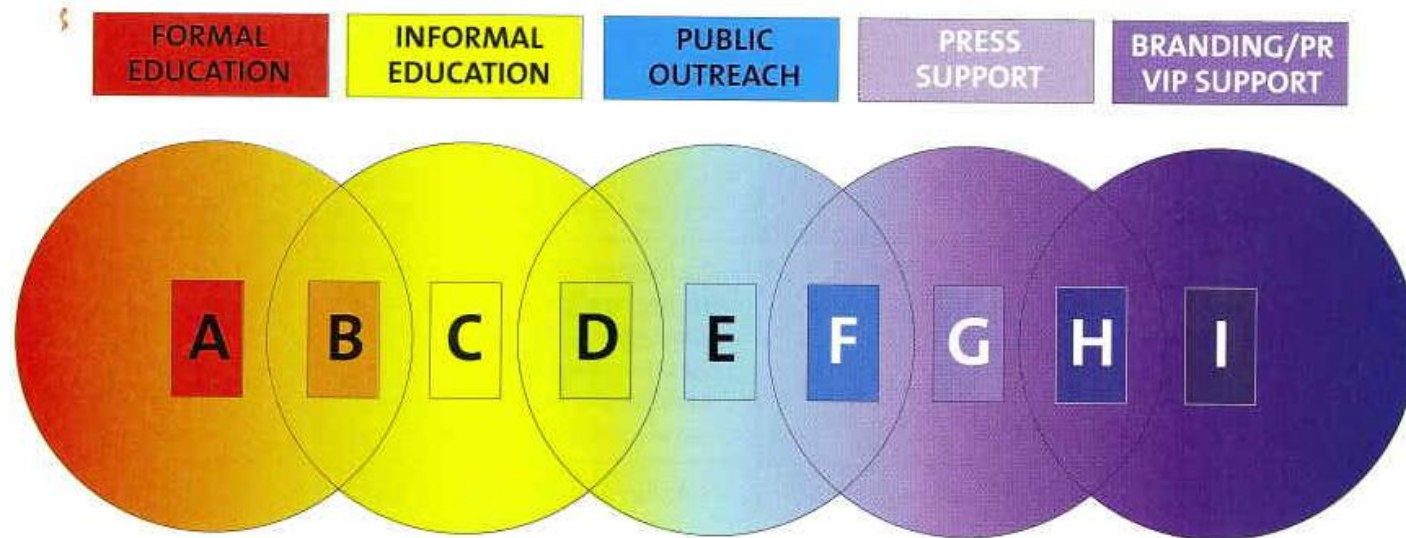 FORMAL
EDUCATION
INFORMAL
EDUCATION
PUBLIC
OUTREACH
PRESS
SUPPORT
BRANDING/PR
VIP SUPPORT
A
B
C
D
E
F
G
H
I